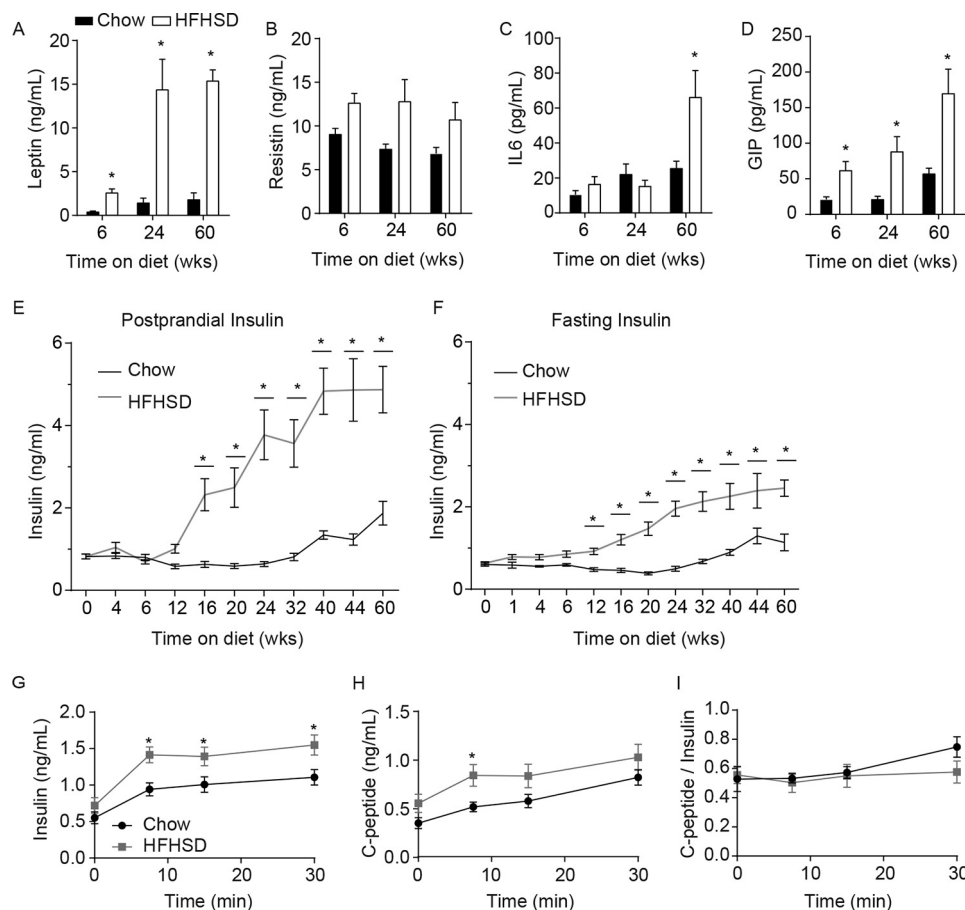 A
Chow
HFHSD
Leptin (ng/mL)
20
15
10
5
0
*
*
*
6 24 60
Time on diet (wks)
B
Resistin (ng/mL)
20
15
10
5
0
6 24 60
Time on diet (wks)
C
IL6 (pg/mL)
100
80
60
40
20
0
*
6 24 60
Time on diet (wks)
D
GIP (pg/mL)
250
200
150
100
50
0
*
*
*
6 24 60
Time on diet (wks)
E
Postprandial Insulin
Chow
HFHSD
Insulin (ng/ml)
6
4
2
0
* * * * * * *
0 4 6 12 16 20 24 32 40 44 60
Time on diet (wks)
F
Fasting Insulin
Chow
HFHSD
Insulin (ng/ml)
6
4
2
0
* * * * * * * *
0 1 4 6 12 16 20 24 32 40 44 60
Time on diet (wks)
G
Insulin (ng/mL)
2.0
1.5
1.0
0.5
0.0
* * *
Chow
HFHSD
0 10 20 30
Time (min)
H
C-peptide (ng/mL)
1.5
1.0
0.5
0.0
*
0 10 20 30
Time (min)
I
C-peptide / Insulin
1.0
0.8
0.6
0.4
0.2
0.0
0 10 20 30
Time (min)